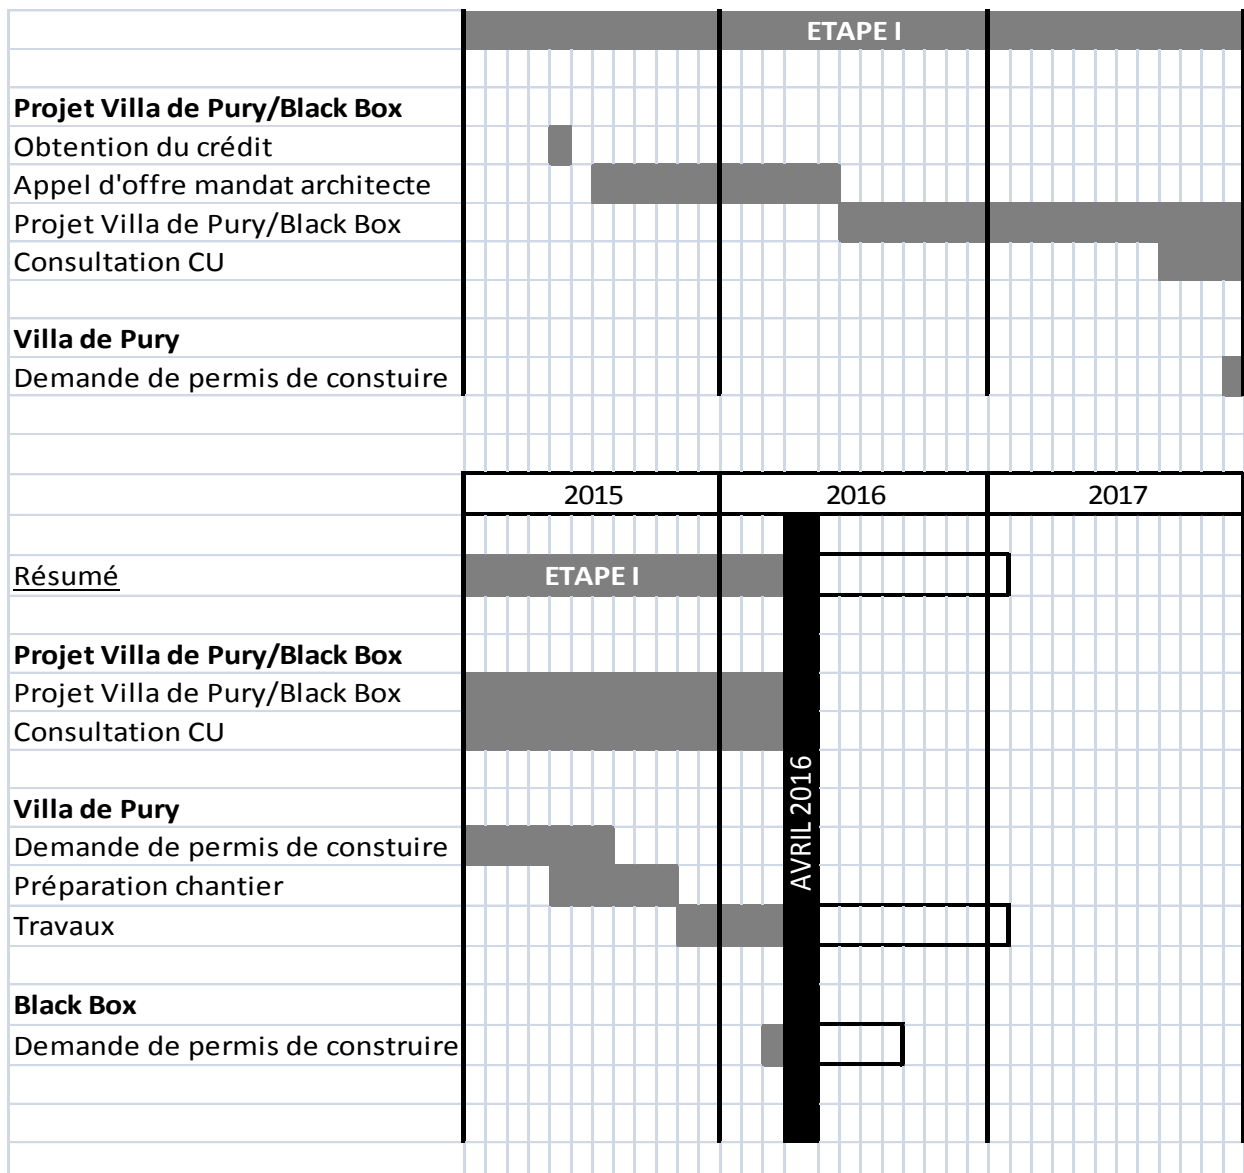 ETAPE I
Projet Villa de Pury/Black Box
Obtention du crédit
Appel d'offre mandat architecte
Projet Villa de Pury/Black Box
Consultation CU
Villa de Pury
Demande de permis de constuire
2015 2016 2017
Résumé ETAPE I
Projet Villa de Pury/Black Box
Projet Villa de Pury/Black Box
Consultation CU
AVRIL 2016
Villa de Pury
Demande de permis de constuire
Préparation chantier
Travaux
Black Box
Demande de permis de construire